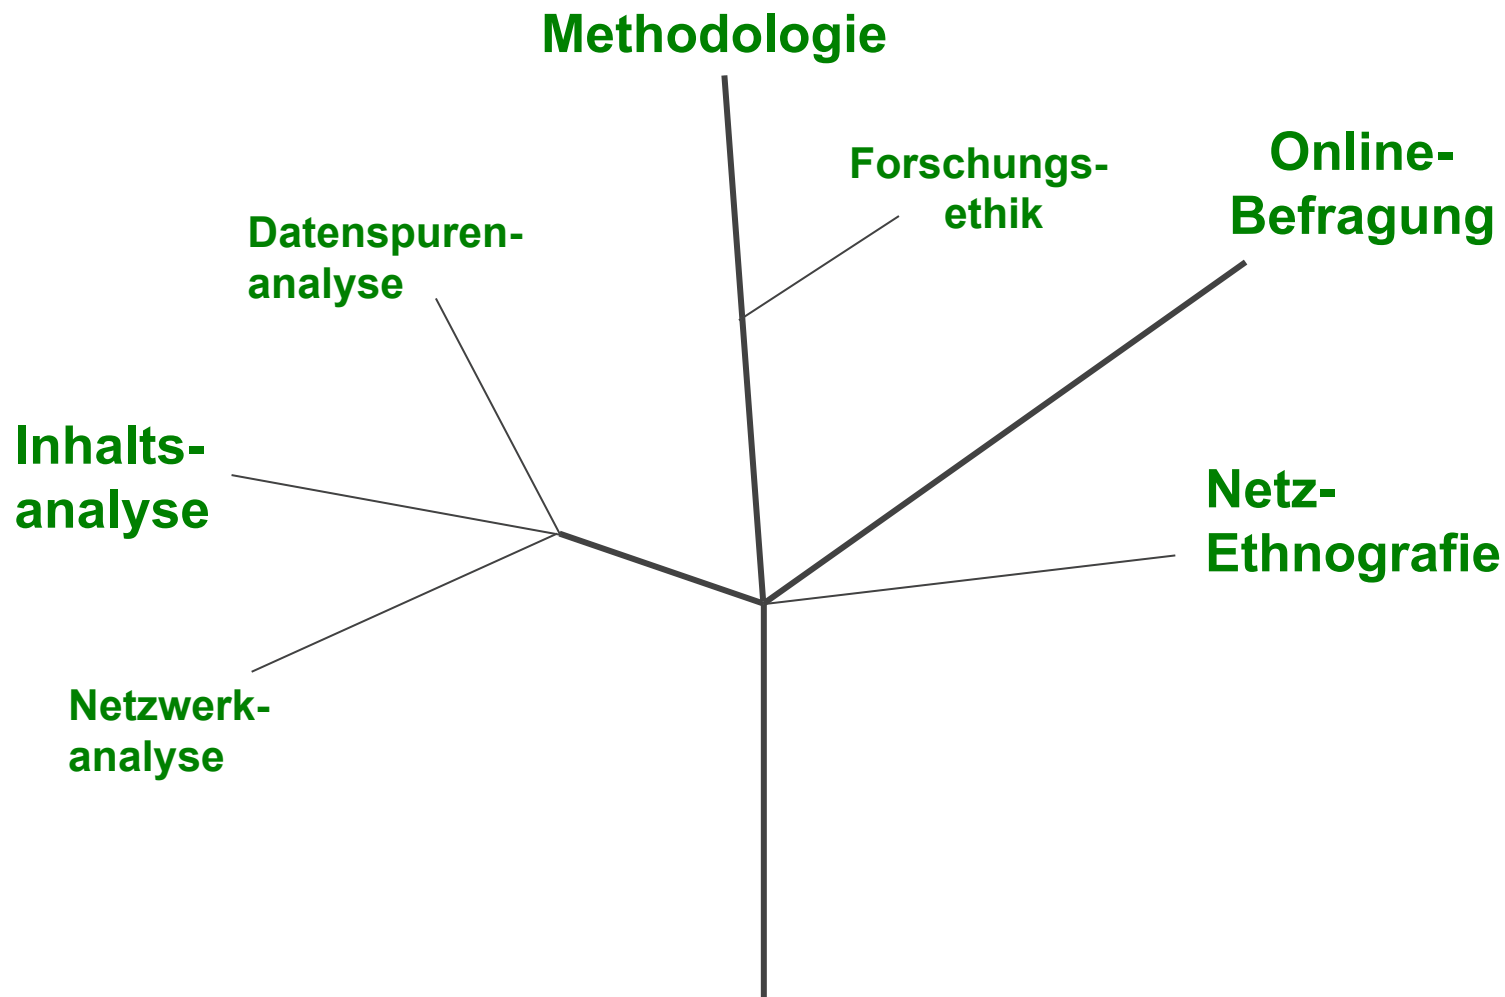 Methodologie
Forschungs-
ethik
Online-
Befragung
Datenspuren-
analyse
Inhalts-
analyse
Netz-
Ethnografie
Netzwerk-
analyse